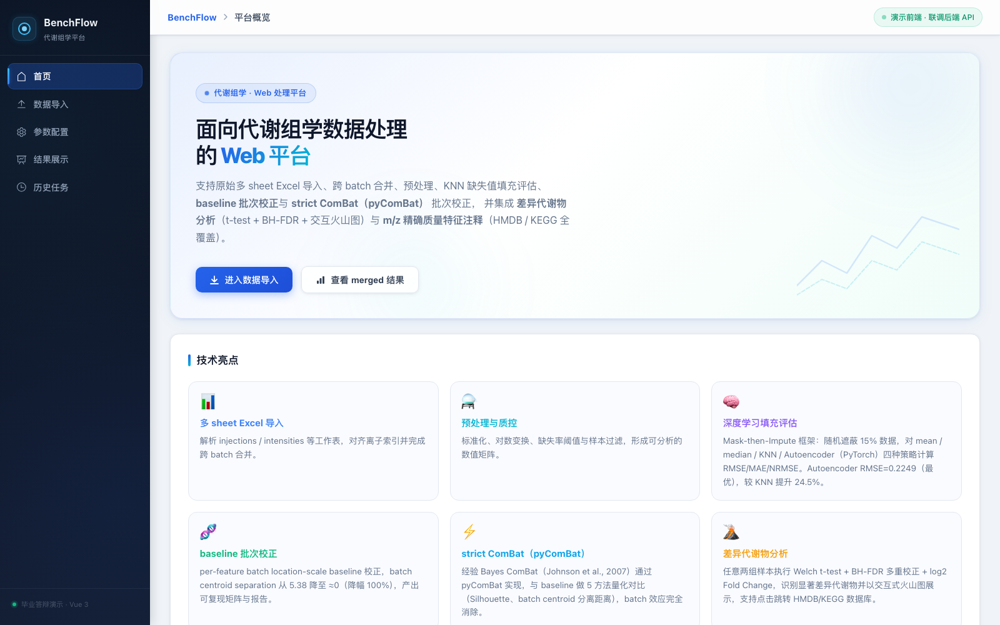 BenchFlow
代谢组学平台
首页
数据导入
参数配置
结果展示
历史任务
毕业答辩演示 · Vue 3
BenchFlow > 平台概览
演示前端 · 联调后端 API
代谢组学 · Web 处理平台
面向代谢组学数据处理
的 Web 平台
支持原始多 sheet Excel 导入、跨 batch 合并、预处理、KNN 缺失值填充评估、
baseline 批次校正与 strict ComBat（pyComBat） 批次校正， 并集成 差异代谢物
分析（t-test + BH-FDR + 交互火山图）与 m/z 精确质量特征注释（HMDB / KEGG 全
覆盖）。
进入数据导入
查看 merged 结果
技术亮点
多 sheet Excel 导入
解析 injections / intensities 等工作表，对齐离子索引并完成
跨 batch 合并。
预处理与质控
标准化、对数变换、缺失率阈值与样本过滤，形成可分析的
数值矩阵。
深度学习填充评估
Mask-then-Impute 框架：随机遮蔽 15% 数据，对 mean /
median / KNN / Autoencoder（PyTorch）四种策略计算
RMSE/MAE/NRMSE。Autoencoder RMSE=0.2249（最
优），较 KNN 提升 24.5%。
baseline 批次校正
per-feature batch location-scale baseline 校正，batch
centroid separation 从 5.38 降至 ≈0（降幅 100%），产出
可复现矩阵与报告。
strict ComBat（pyComBat）
经验 Bayes ComBat（Johnson et al., 2007）通过
pyComBat 实现，与 baseline 做 5 方法量化对比
（Silhouette、batch centroid 分离距离），batch 效应完全
消除。
差异代谢物分析
任意两组样本执行 Welch t-test + BH-FDR 多重校正 + log2
Fold Change，识别显著差异代谢物并以交互式火山图展
示，支持点击跳转 HMDB/KEGG 数据库。